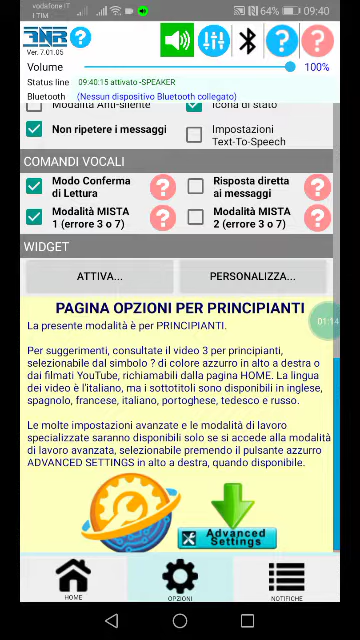 vodafone IT
I TIM
64% 09:40
FNR
Ver. 7.01.05
?
?
?
Volume 100%
Status line 09:40:15 attivato -SPEAKER
Bluetooth (Nessun dispositivo Bluetooth collegato)
Modalità Anti-silente
Icona di stato
Non ripetere i messaggi
Impostazioni
Text-To-Speech
COMANDI VOCALI
Modo Conferma
di Lettura
?
Risposta diretta
ai messaggi
?
Modalità MISTA
1 (errore 3 o 7)
?
Modalità MISTA
2 (errore 3 o 7)
?
WIDGET
ATTIVA...
PERSONALIZZA...
PAGINA OPZIONI PER PRINCIPIANTI
01:14
La presente modalità è per PRINCIPIANTI.
Per suggerimenti, consultate il video 3 per principianti,
selezionabile dal simbolo ? di colore azzurro in alto a destra o
dai filmati YouTube, richiamabili dalla pagina HOME. La lingua
dei video è l'italiano, ma i sottotitoli sono disponibili in inglese,
spagnolo, francese, italiano, portoghese, tedesco e russo.
Le molte impostazioni avanzate e le modalità di lavoro
specializzate saranno disponibili solo se si accede alla modalità
di lavoro avanzata, selezionabile premendo il pulsante azzurro
ADVANCED SETTINGS in alto a destra, quando disponibile.
Advanced
Settings
HOME
OPZIONI
NOTIFICHE